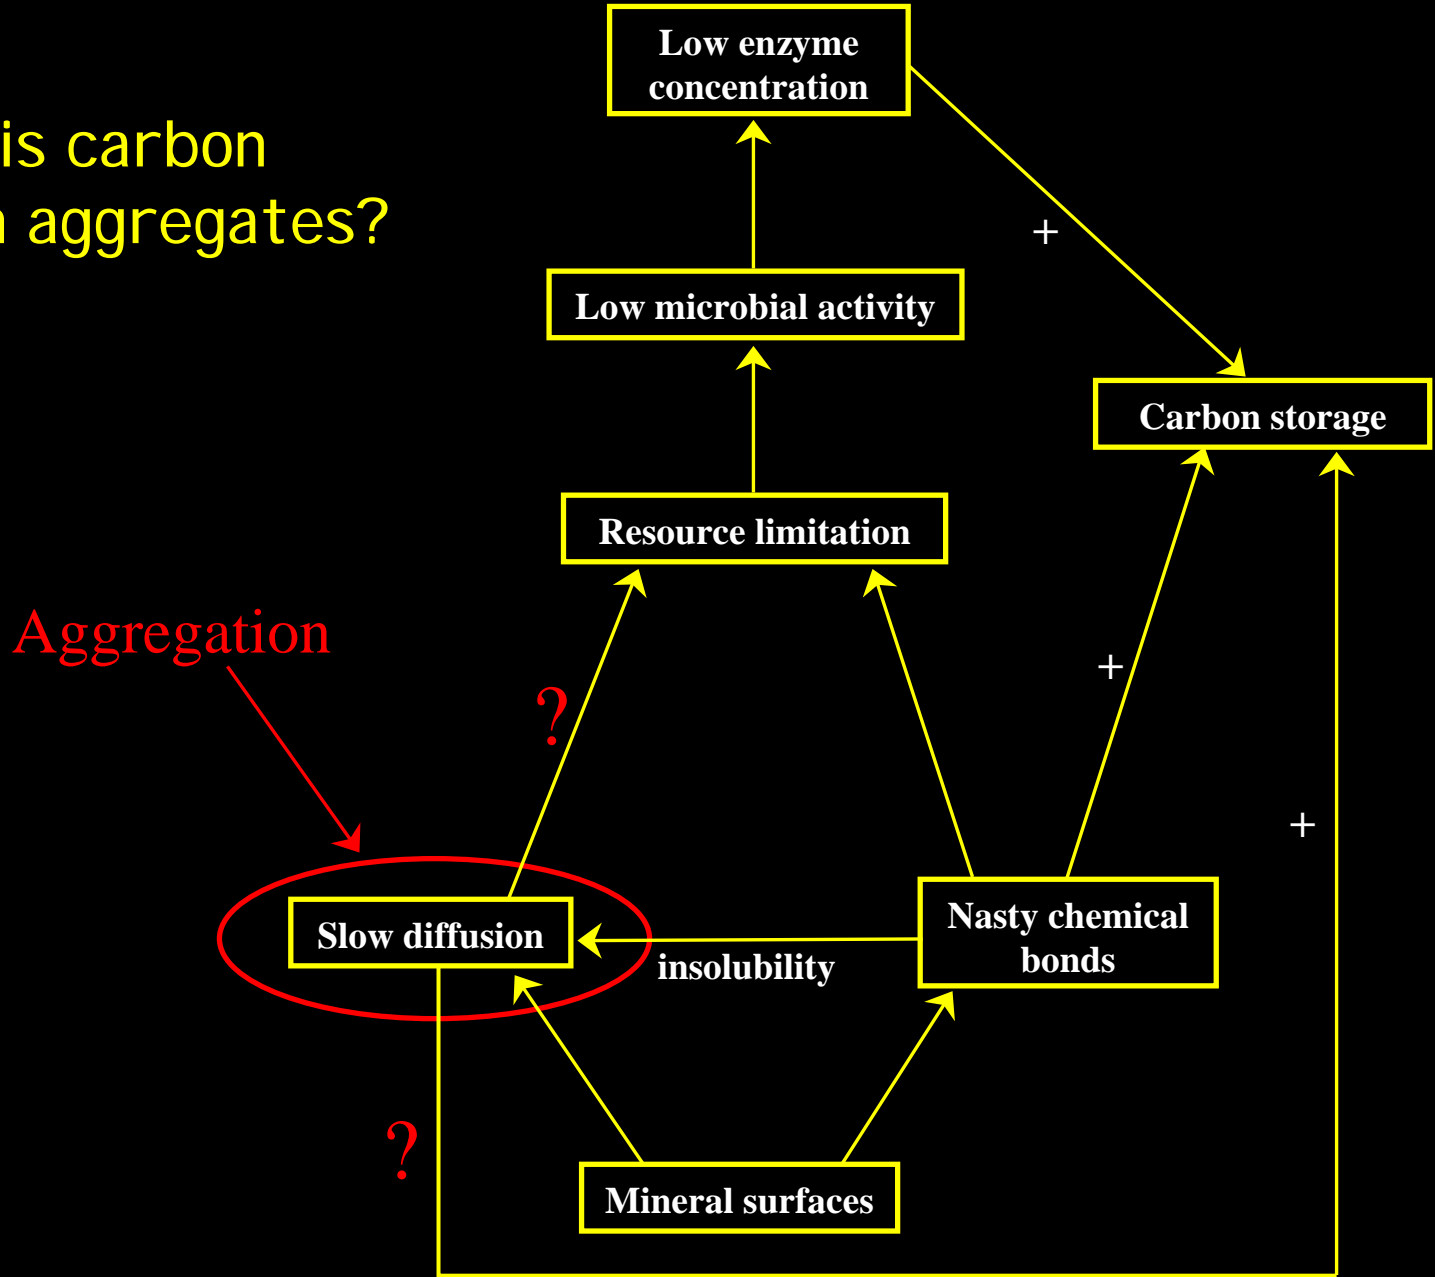 is carbon
aggregates?
Low enzyme
concentration
+
Low microbial activity
Carbon storage
Resource limitation
Aggregation
+
?
+
Slow diffusion
Nasty chemical
bonds
insolubility
?
Mineral surfaces